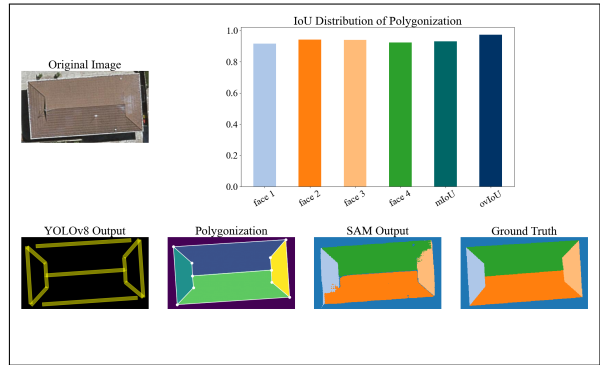 IoU Distribution of Polygonization
Original Image
1.0
0.8
0.6
0.4
0.2
0.0
face 1
face 2
face 3
face 4
mIoU
ovIoU
YOLOv8 Output
Polygonization
SAM Output
Ground Truth